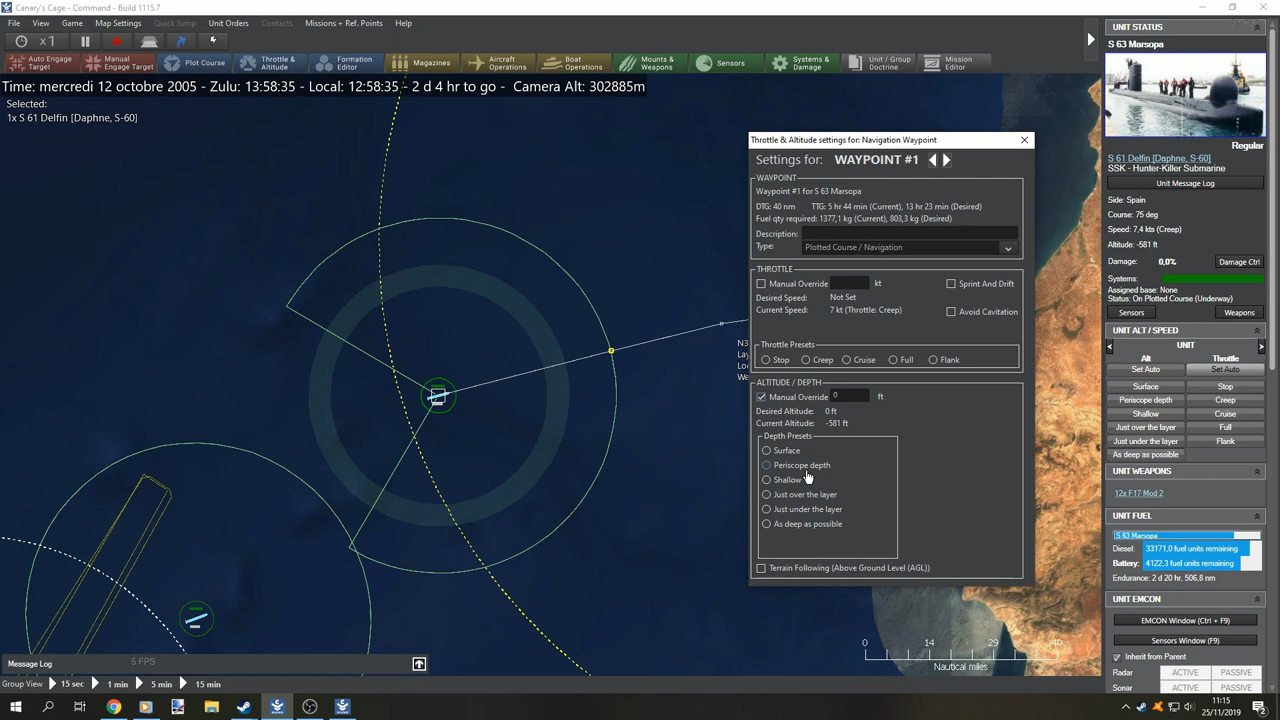 Canary's Cage - Command - Build 1115.7
File View Game Map Settings Quick Jump Unit Orders Contacts Missions + Ref. Points Help
x1
Auto Engage Target
Manual Engage Target
Plot Course
Throttle & Altitude
Formation Editor
Magazines
Aircraft Operations
Boat Operations
Mounts & Weapons
Sensors
Systems & Damage
Unit / Group Doctrine
Mission Editor
Time: mercredi 12 octobre 2005 - Zulu: 13:58:35 - Local: 12:58:35 - 2 d 4 hr to go - Camera Alt: 302885m
Selected:
1x S 61 Delfin [Daphne, S-60]
N3
Lay
Loc
We
Throttle & Altitude settings for: Navigation Waypoint
Settings for: WAYPOINT #1
WAYPOINT
Waypoint #1 for S 63 Marsopa
DTG: 40 nm TTG: 5 hr 44 min (Current), 13 hr 23 min (Desired)
Fuel qty required: 1377,1 kg (Current), 803,3 kg (Desired)
Description:
Type: Plotted Course / Navigation
THROTTLE
Manual Override kt Sprint And Drift
Desired Speed: Not Set
Current Speed: 7 kt (Throttle: Creep) Avoid Cavitation
Throttle Presets
Stop Creep Cruise Full Flank
ALTITUDE / DEPTH
Manual Override 0 ft
Desired Altitude: 0 ft
Current Altitude: -581 ft
Depth Presets
Surface
Periscope depth
Shallow
Just over the layer
Just under the layer
As deep as possible
Terrain Following (Above Ground Level (AGL))
0 14 29 40
Nautical miles
UNIT STATUS
S 63 Marsopa
Regular
S 61 Delfin [Daphne, S-60]
SSK - Hunter-Killer Submarine
Unit Message Log
Side: Spain
Course: 75 deg
Speed: 7,4 kts (Creep)
Altitude: -581 ft
Damage: 0,0% Damage Ctrl
Systems:
Assigned base: None
Status: On Plotted Course (Underway)
Sensors Weapons
UNIT ALT / SPEED
UNIT
Alt Throttle
Set Auto Set Auto
Surface Stop
Periscope depth Creep
Shallow Cruise
Just over the layer Full
Just under the layer Flank
As deep as possible
UNIT WEAPONS
12x F17 Mod 2
UNIT FUEL
S 63 Marsopa
Diesel: 33171,0 fuel units remaining
Battery: 4122,3 fuel units remaining
Endurance: 2 d 20 hr, 506,8 nm
UNIT EMCON
EMCON Window (Ctrl + F9)
Sensors Window (F9)
Inherit from Parent
Radar ACTIVE PASSIVE
Sonar ACTIVE PASSIVE
Message Log 5 FPS
Group View 15 sec 1 min 5 min 15 min
11:15
25/11/2019
2